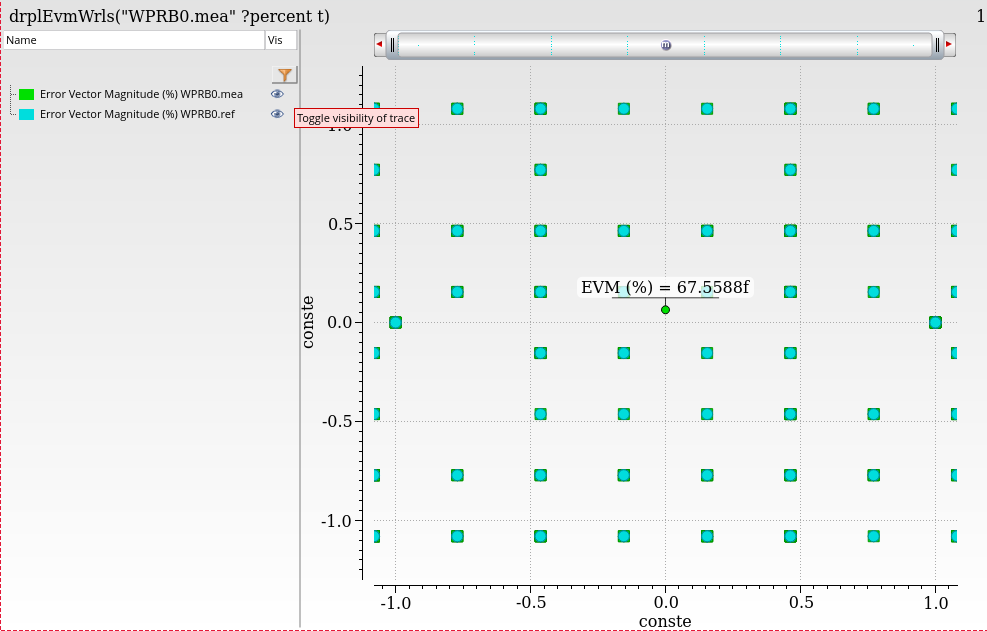 drplEvmWrls("WPRB0.mea" ?percent t)
1
Name Vis
m
Error Vector Magnitude (%) WPRB0.mea
Error Vector Magnitude (%) WPRB0.ref
Toggle visibility of trace
1.0
0.5
EVM (%) = 67.5588f
0.0
-0.5
-1.0
conste
-1.0 -0.5 0.0 0.5 1.0
conste